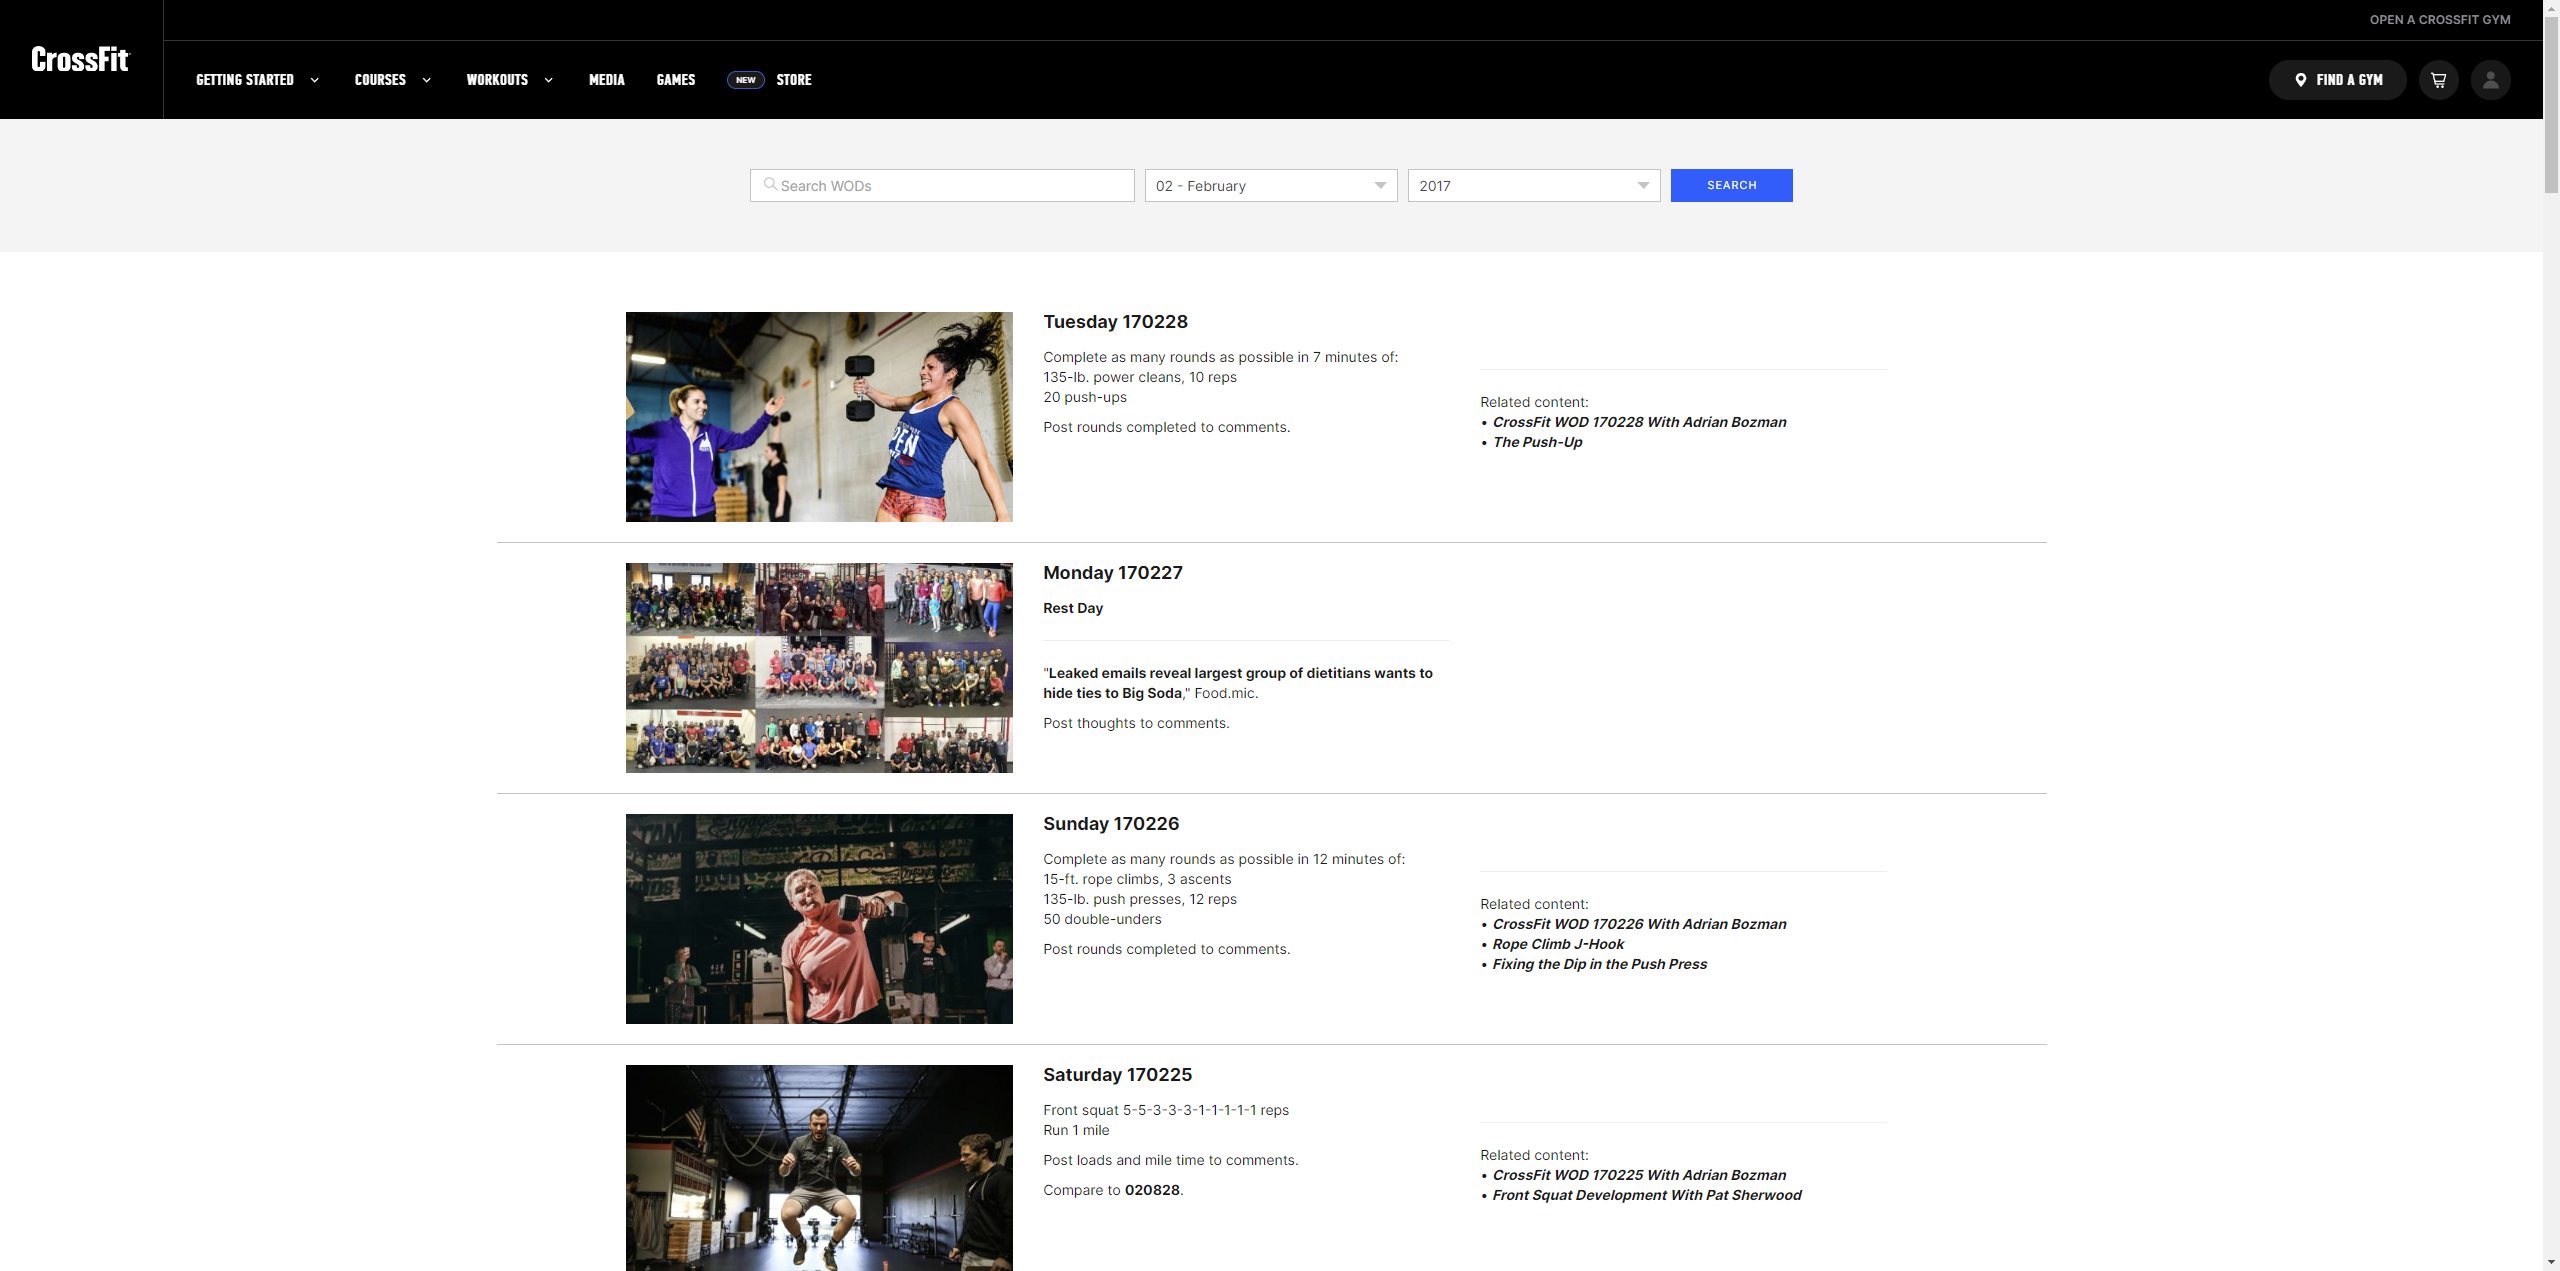 OPEN A CROSSFIT GYM
CrossFit
GETTING STARTED
COURSES
WORKOUTS
MEDIA
GAMES
NEW
STORE
FIND A GYM
Search WODs
02 - February
2017
SEARCH
Tuesday 170228
Complete as many rounds as possible in 7 minutes of:
135-lb. power cleans, 10 reps
20 push-ups
Post rounds completed to comments.
Related content:
• CrossFit WOD 170228 With Adrian Bozman
• The Push-Up
Monday 170227
Rest Day
"Leaked emails reveal largest group of dietitians wants to
hide ties to Big Soda," Food.mic.
Post thoughts to comments.
Sunday 170226
Complete as many rounds as possible in 12 minutes of:
15-ft. rope climbs, 3 ascents
135-lb. push presses, 12 reps
50 double-unders
Post rounds completed to comments.
Related content:
• CrossFit WOD 170226 With Adrian Bozman
• Rope Climb J-Hook
• Fixing the Dip in the Push Press
Saturday 170225
Front squat 5-5-3-3-3-1-1-1-1-1 reps
Run 1 mile
Post loads and mile time to comments.
Compare to 020828.
Related content:
• CrossFit WOD 170225 With Adrian Bozman
• Front Squat Development With Pat Sherwood